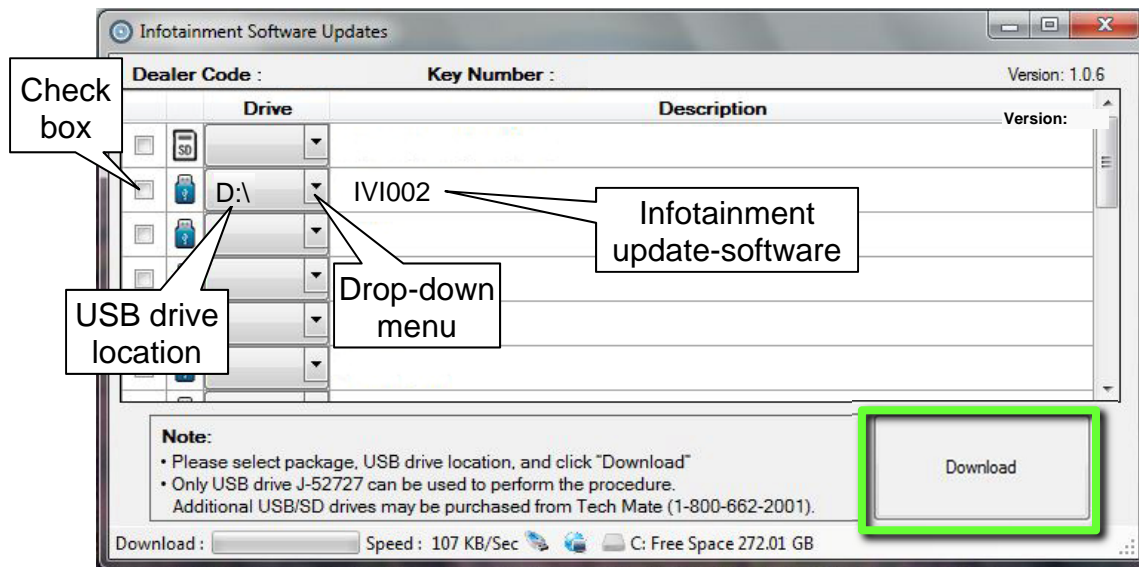 Infotainment Software Updates
Dealer Code :
Key Number :
Version: 1.0.6
Check
box
Drive
Description
Version:
SD
D:\
IVI002
Infotainment
update-software
Drop-down
menu
USB drive
location
Note:
• Please select package, USB drive location, and click "Download"
• Only USB drive J-52727 can be used to perform the procedure.
Additional USB/SD drives may be purchased from Tech Mate (1-800-662-2001).
Download
Download :
Speed : 107 KB/Sec
C: Free Space 272.01 GB